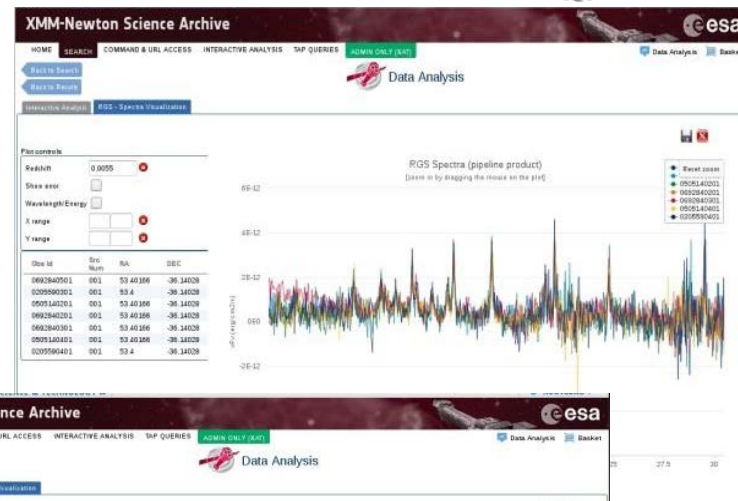 XMM-Newton Science Archive
esa
HOME SEARCH COMMAND & URL ACCESS INTERACTIVE ANALYSIS TAP QUERIES ADMIN ONLY (XAT) Data Analysis Basket
Back to Search
Back to Results
Data Analysis
Interactive Analysis RGS - Spectra Visualization
Plot controls
Redshift 0.0055
Show error
Wavelength/Energy
X range
Y range
Obs Id Src Num RA DEC
0692840501 001 53.40166 -36.14028
0205590301 001 53.4 -36.14028
0505140201 001 53.40166 -36.14028
0692840201 001 53.40166 -36.14028
0692840301 001 53.40166 -36.14028
0505140401 001 53.40166 -36.14028
0205590401 001 53.4 -36.14028
RGS Spectra (pipeline product)
[zoom in by dragging the mouse on the plot]
Reset zoom
0505140201
0692840201
0692840301
0505140401
0205590401
6E-12
4E-12
2E-12
0E0
-2E-12
27.5 30
nce Archive
esa
URL ACCESS INTERACTIVE ANALYSIS TAP QUERIES ADMIN ONLY (XAT) Data Analysis Basket
Data Analysis